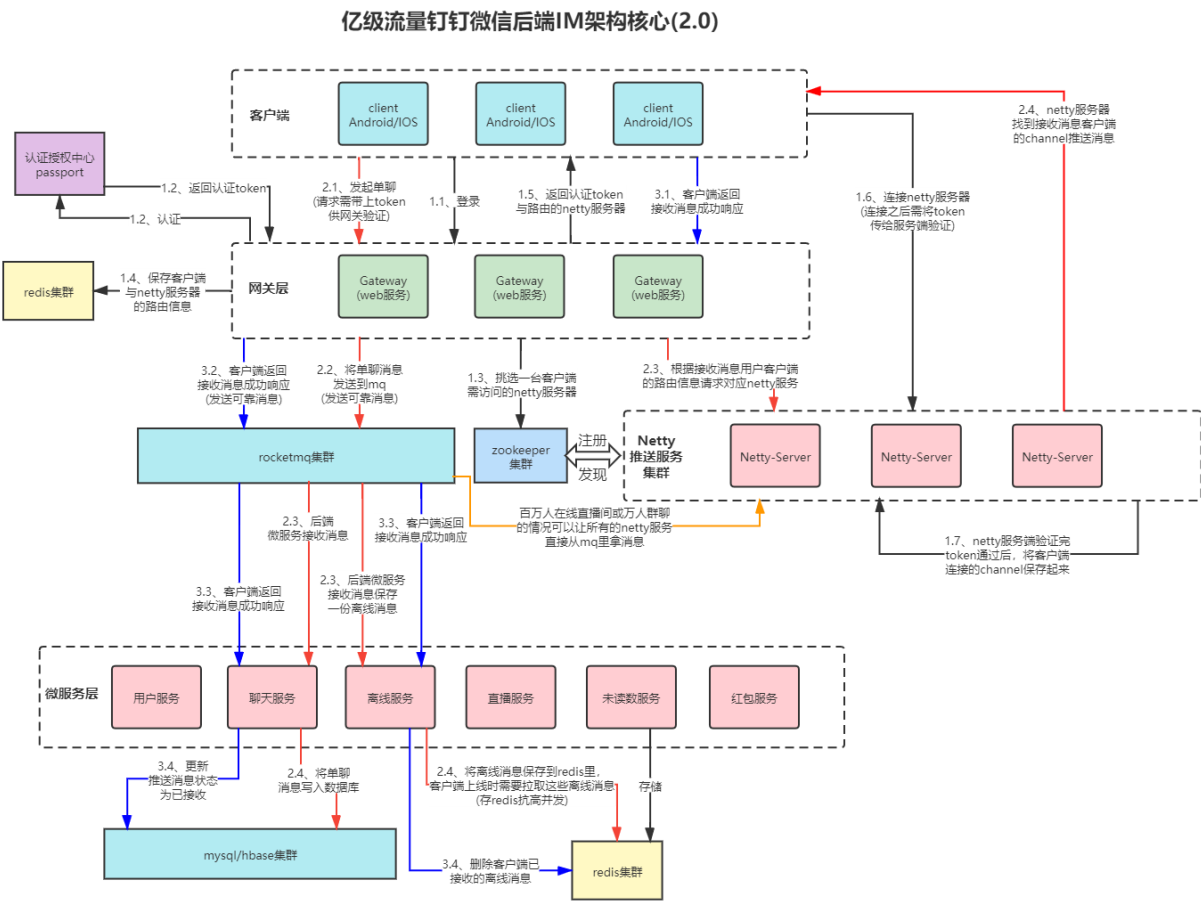 亿级流量钉钉微信后端IM架构核心(2.0)
客户端
client
Android/IOS
client
Android/IOS
client
Android/IOS
2.4、netty服务器
找到接收消息客户端
的channel推送消息
认证授权中心
passport
1.2、返回认证token
1.2、认证
2.1、发起单聊
(请求需带上token
供网关验证)
1.1、登录
1.5、返回认证token
与路由的netty服务器
3.1、客户端返回
接收消息成功响应
1.6、连接netty服务器
(连接之后需将token
传给服务端验证)
redis集群
1.4、保存客户端
与netty服务器
的路由信息
网关层
Gateway
(web服务)
Gateway
(web服务)
Gateway
(web服务)
3.2、客户端返回
接收消息成功响应
(发送可靠消息)
2.2、将单聊消息
发送到mq
(发送可靠消息)
1.3、挑选一台客户端
需访问的netty服务器
2.3、根据接收消息用户客户端
的路由信息请求对应netty服务
rocketmq集群
zookeeper
集群
注册
发现
Netty
推送服务
集群
Netty-Server
Netty-Server
Netty-Server
2.3、后端
微服务接收消息
3.3、客户端返回
接收消息成功响应
百万人在线直播间或万人群聊
的情况可以让所有的netty服务
直接从mq里拿消息
1.7、netty服务端验证完
token通过后，将客户端
连接的channel保存起来
3.3、客户端返回
接收消息成功响应
2.3、后端微服务
接收消息保存
一份离线消息
微服务层
用户服务
聊天服务
离线服务
直播服务
未读数服务
红包服务
3.4、更新
推送消息状态
为已接收
2.4、将单聊
消息写入数据库
2.4、将离线消息保存到redis里，
客户端上线时需要拉取这些离线消息
(存redis抗高并发)
存储
mysql/hbase集群
3.4、删除客户端已
接收的离线消息
redis集群